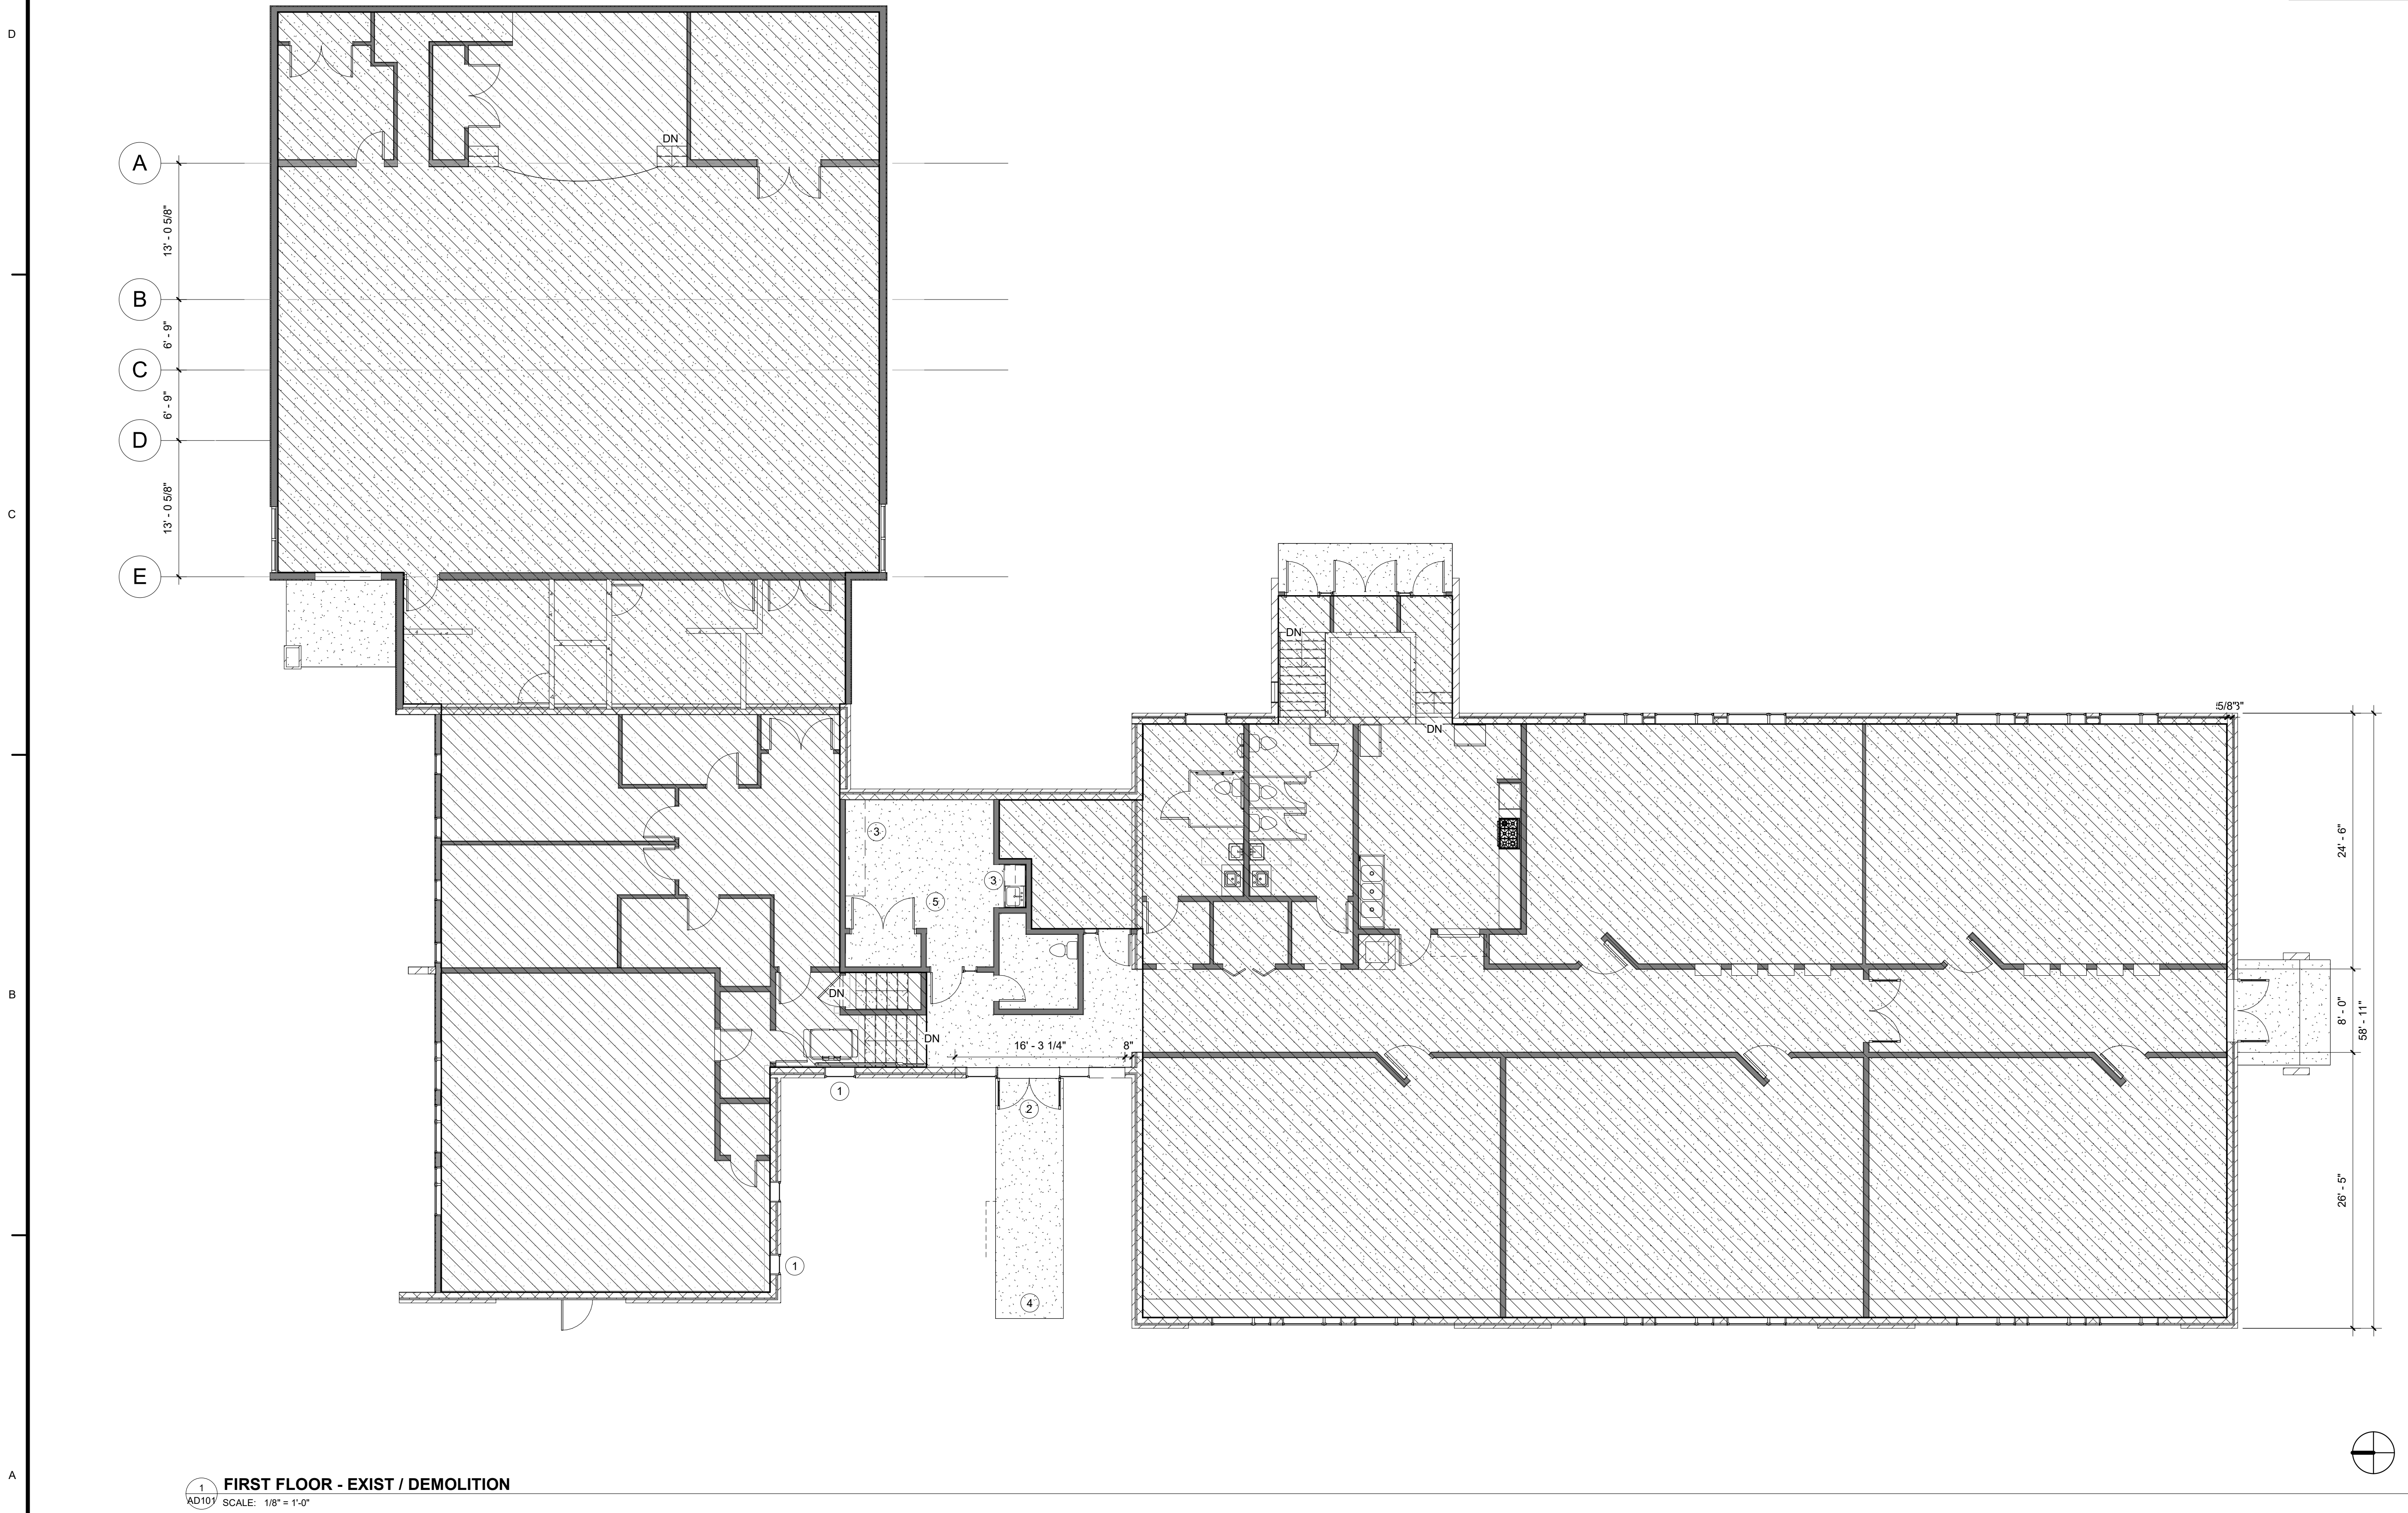 D
DN
A
13' - 0 5/8"
B
6' - 9"
C
6' - 9"
D
13' - 0 5/8"
C
E
DN
DN
5/8"
24' - 6"
3
3
5
DN
DN
16' - 3 1/4"
8"
8' - 0"
58' - 11"
B
1
2
26' - 5"
1
4
A
1
AD101
FIRST FLOOR - EXIST / DEMOLITION
SCALE: 1/8" = 1'-0"